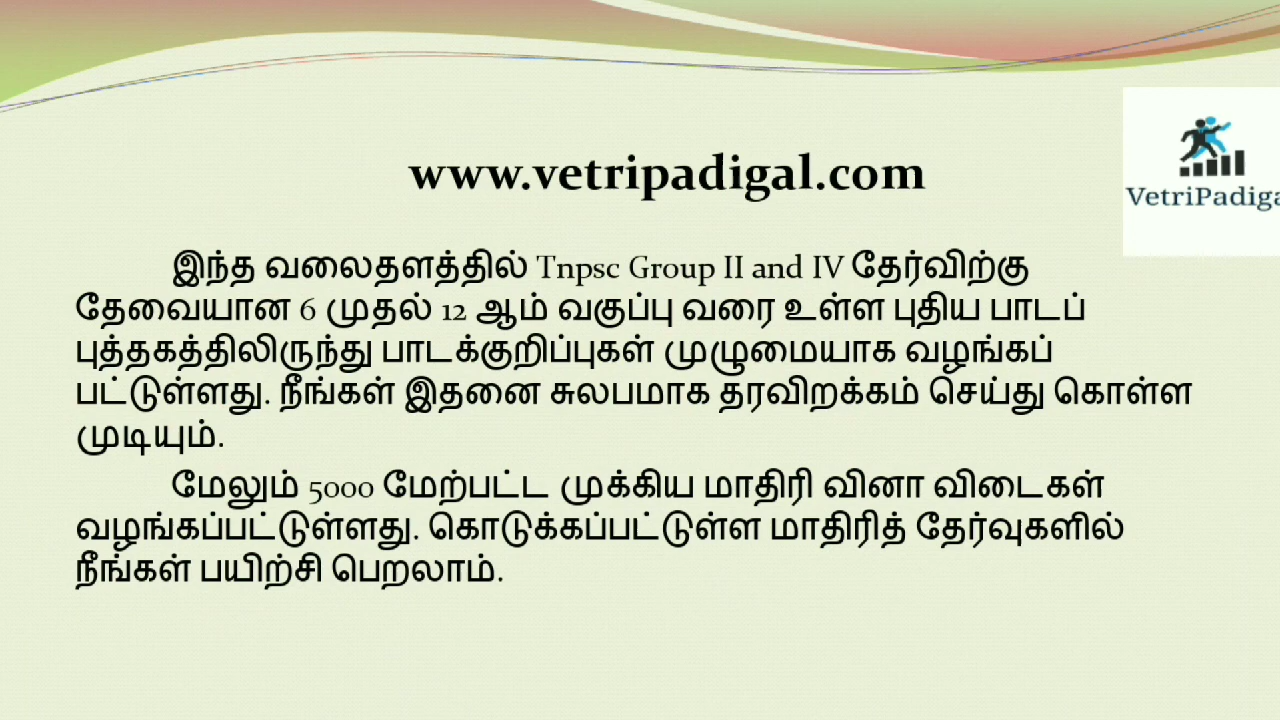 www.vetripadigal.com
VetriPadiga
இந்த வலைதளத்தில் Tnpsc Group II and IV தேர்விற்கு
தேவையான 6 முதல் 12 ஆம் வகுப்பு வரை உள்ள புதிய பாடப்
புத்தகத்திலிருந்து பாடக்குறிப்புகள் முழுமையாக வழங்கப்
பட்டுள்ளது. நீங்கள் இதனை சுலபமாக தரவிறக்கம் செய்து கொள்ள
முடியும்.
மேலும் 5000 மேற்பட்ட முக்கிய மாதிரி வினா விடைகள்
வழங்கப்பட்டுள்ளது. கொடுக்கப்பட்டுள்ள மாதிரித் தேர்வுகளில்
நீங்கள் பயிற்சி பெறலாம்.